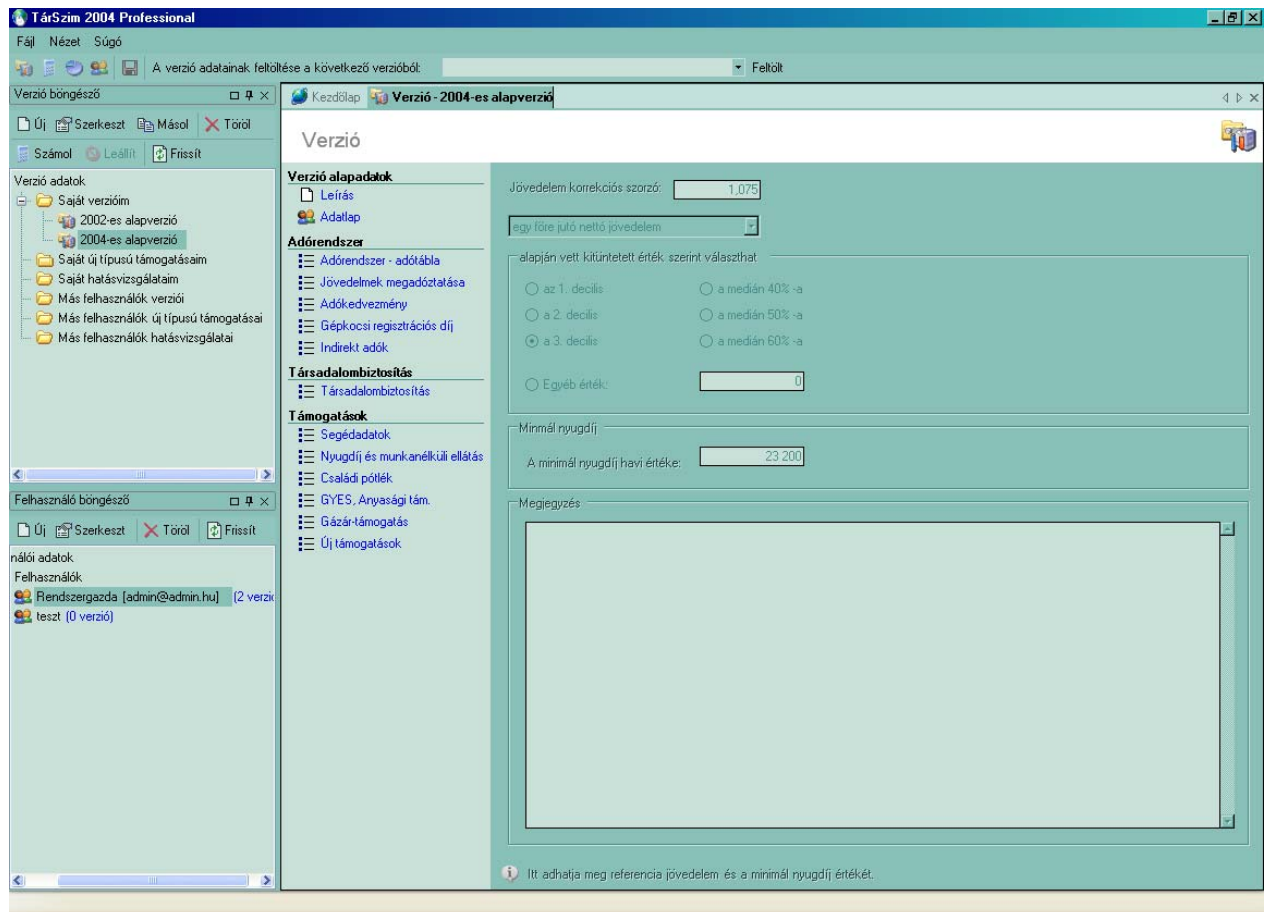 TárSzim 2004 Professional
Fájl Nézet Súgó
A verzió adatainak feltöltése a következő verzióból: Feltölt
Verzió böngésző
Új Szerkeszt Másol Töröl
Számol Leállít Frissít
Verzió adatok
Saját verzióim
2002-es alapverzió
2004-es alapverzió
Saját új típusú támogatásaim
Saját hatásvizsgálataim
Más felhasználók verziói
Más felhasználók új típusú támogatásai
Más felhasználók hatásvizsgálatai
Felhasználó böngésző
Új Szerkeszt Töröl Frissít
nálói adatok
Felhasználók
Rendszergazda [admin@admin.hu] (2 verzió
teszt (0 verzió)
Kezdőlap Verzió - 2004-es alapverzió
Verzió
Verzió alapadatok
Leírás
Adatlap
Adórendszer
Adórendszer - adótábla
Jövedelmek megadóztatása
Adókedvezmény
Gépkocsi regisztrációs díj
Indirekt adók
Társadalombiztosítás
Társadalombiztosítás
Támogatások
Segédadatok
Nyugdíj és munkanélküli ellátás
Családi pótlék
GYES, Anyasági tám.
Gázár-támogatás
Új támogatások
Jövedelem korrekciós szorzó: 1,075
egy főre jutó nettó jövedelem
alapján vett kitüntetett érték szerint választhat
az 1. decilis a medián 40% -a
a 2. decilis a medián 50% -a
a 3. decilis a medián 60% -a
Egyéb érték: 0
Minmál nyugdíj
A minimál nyugdíj havi értéke: 23 200
Megjegyzés
Itt adhatja meg referencia jövedelem és a minimál nyugdíj értékét.